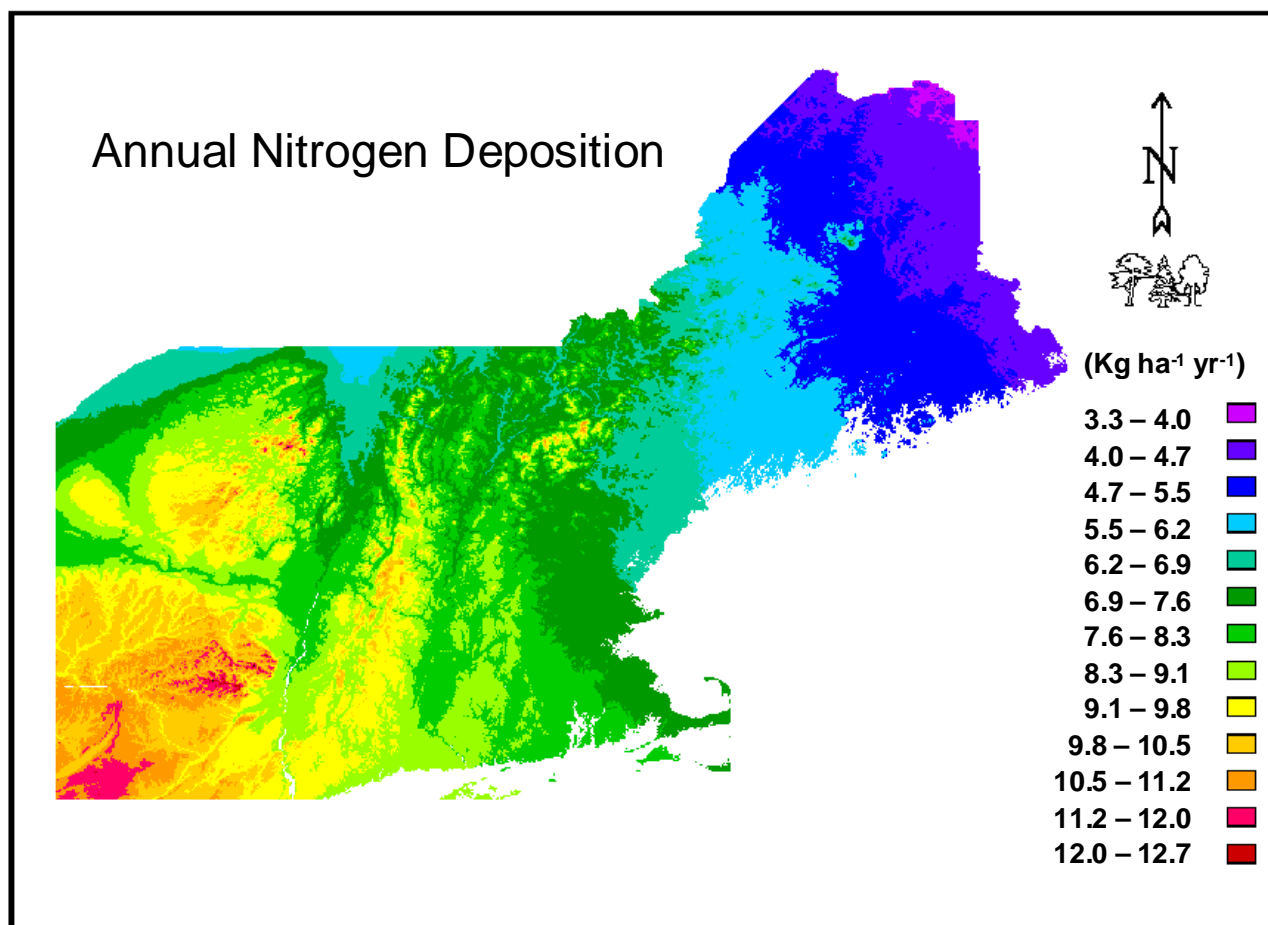 Annual Nitrogen Deposition
N
(Kg ha⁻¹ yr⁻¹)
3.3 – 4.0
4.0 – 4.7
4.7 – 5.5
5.5 – 6.2
6.2 – 6.9
6.9 – 7.6
7.6 – 8.3
8.3 – 9.1
9.1 – 9.8
9.8 – 10.5
10.5 – 11.2
11.2 – 12.0
12.0 – 12.7